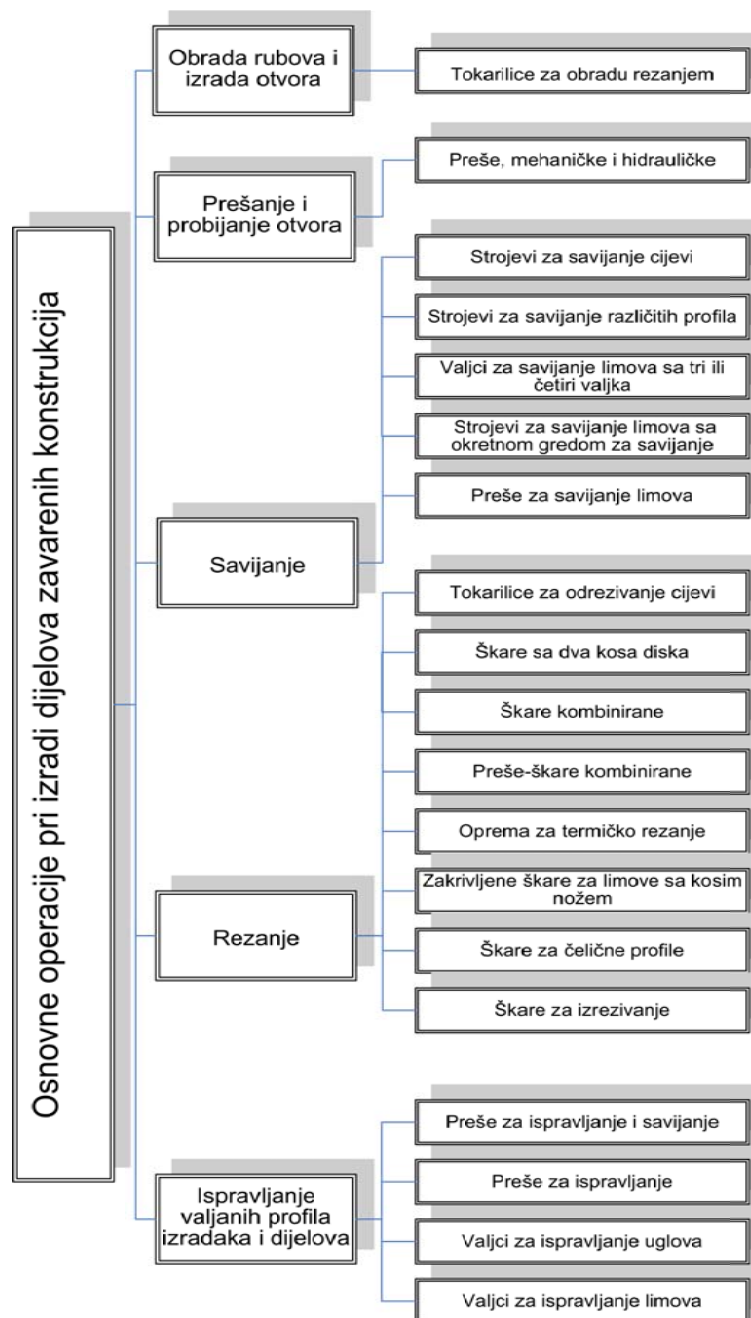 Osnovne operacije pri izradi dijelova zavarenih konstrukcija
Obrada rubova i
izrada otvora
Tokarilice za obradu rezanjem
Prešanje i
probijanje otvora
Preše, mehaničke i hidrauličke
Savijanje
Strojevi za savijanje cijevi
Strojevi za savijanje različitih profila
Valjci za savijanje limova sa tri ili
četiri valjka
Strojevi za savijanje limova sa
okretnom gredom za savijanje
Preše za savijanje limova
Rezanje
Tokarilice za odrezivanje cijevi
Škare sa dva kosa diska
Škare kombinirane
Preše-škare kombinirane
Oprema za termičko rezanje
Zakrivljene škare za limove sa kosim
nožem
Škare za čelične profile
Škare za izrezivanje
Ispravljanje
valjanih profila
izradaka i dijelova
Preše za ispravljanje i savijanje
Preše za ispravljanje
Valjci za ispravljanje uglova
Valjci za ispravljanje limova